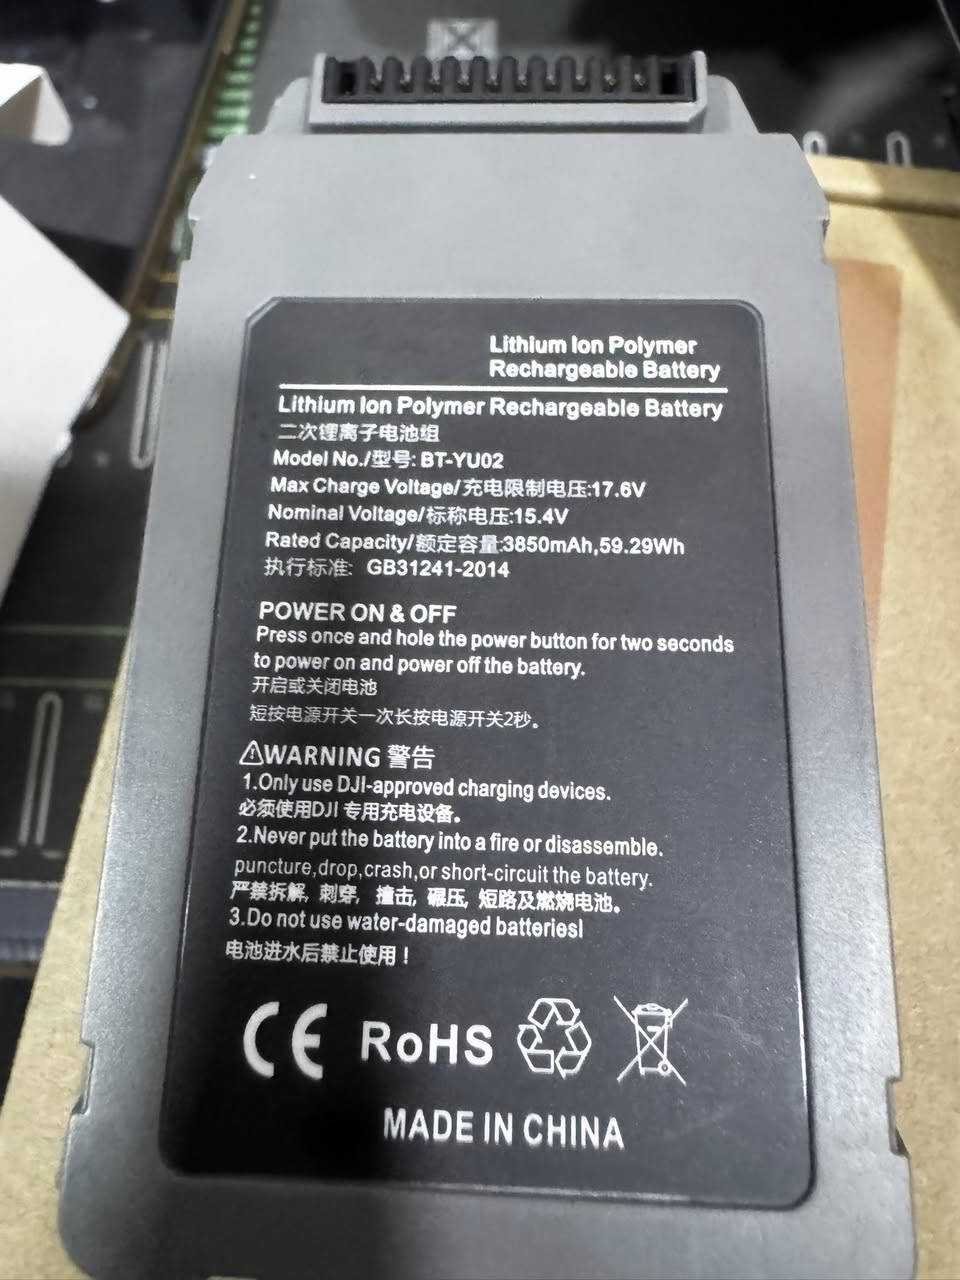 Lithium Ion Polymer
Rechargeable Battery
Lithium Ion Polymer Rechargeable Battery
二次锂离子电池组
Model No./型号: BT-YU02
Max Charge Voltage/充电限制电压:17.6V
Nominal Voltage/标称电压:15.4V
Rated Capacity/额定容量:3850mAh,59.29Wh
执行标准: GB31241-2014
POWER ON & OFF
Press once and hole the power button for two seconds
to power on and power off the battery.
开启或关闭电池
短按电源开关一次长按电源开关2秒。
WARNING 警告
1.Only use DJI-approved charging devices.
必须使用DJI 专用充电设备。
2.Never put the battery into a fire or disassemble.
puncture,drop,crash,or short-circuit the battery.
严禁拆解, 刺穿, 撞击, 碾压, 短路及燃烧电池。
3.Do not use water-damaged batteries!
电池进水后禁止使用！
CE RoHS
MADE IN CHINA